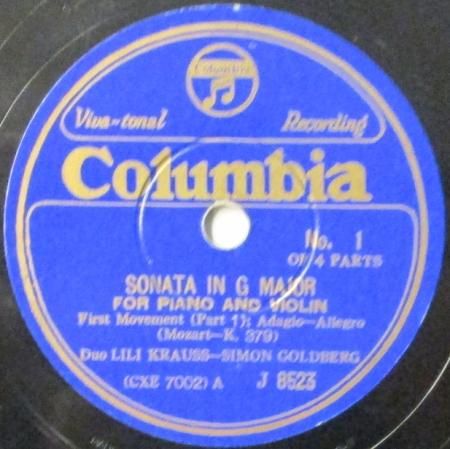 Columbia
Viva-tonal Recording
Columbia
No. 1
OF 4 PARTS
SONATA IN G MAJOR
FOR PIANO AND VIOLIN
First Movement (Part 1): Adagio—Allegro
(Mozart—K. 379)
Duo LILI KRAUSS—SIMON GOLDBERG
(CXE 7002) A J 8523